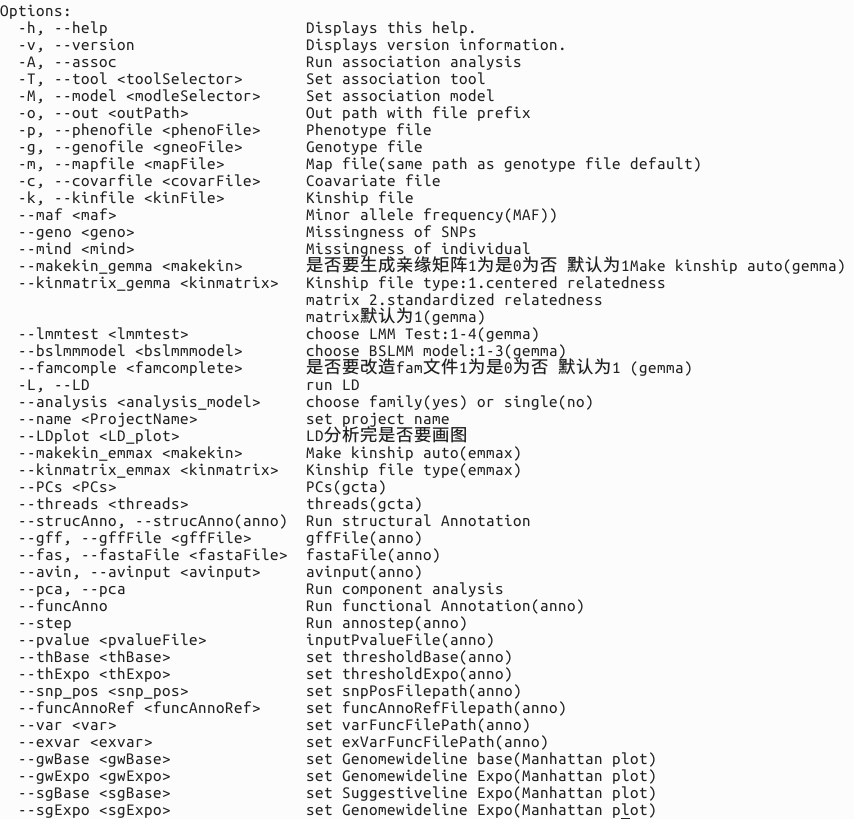 Options:
-h, --help Displays this help.
-v, --version Displays version information.
-A, --assoc Run association analysis
-T, --tool <toolSelector> Set association tool
-M, --model <modleSelector> Set association model
-o, --out <outPath> Out path with file prefix
-p, --phenofile <phenoFile> Phenotype file
-g, --genofile <gneoFile> Genotype file
-m, --mapfile <mapFile> Map file(same path as genotype file default)
-c, --covarfile <covarFile> Coavariate file
-k, --kinfile <kinFile> Kinship file
--maf <maf> Minor allele frequency(MAF))
--geno <geno> Missingness of SNPs
--mind <mind> Missingness of individual
--makekin_gemma <makekin> 是否要生成亲缘矩阵1为是0为否 默认为1Make kinship auto(gemma)
--kinmatrix_gemma <kinmatrix> Kinship file type:1.centered relatedness
matrix 2.standardized relatedness
matrix默认为1(gemma)
--lmmtest <lmmtest> choose LMM Test:1-4(gemma)
--bslmmmodel <bslmmmodel> choose BSLMM model:1-3(gemma)
--famcomple <famcomplete> 是否要改造fam文件1为是0为否 默认为1 (gemma)
-L, --LD run LD
--analysis <analysis_model> choose family(yes) or single(no)
--name <ProjectName> set project name
--LDplot <LD_plot> LD分析完是否要画图
--makekin_emmax <makekin> Make kinship auto(emmax)
--kinmatrix_emmax <kinmatrix> Kinship file type(emmax)
--PCs <PCs> PCs(gcta)
--threads <threads> threads(gcta)
--strucAnno, --strucAnno(anno) Run structural Annotation
--gff, --gffFile <gffFile> gffFile(anno)
--fas, --fastaFile <fastaFile> fastaFile(anno)
--avin, --avinput <avinput> avinput(anno)
--pca, --pca Run component analysis
--funcAnno Run functional Annotation(anno)
--step Run annostep(anno)
--pvalue <pvalueFile> inputPvalueFile(anno)
--thBase <thBase> set thresholdBase(anno)
--thExpo <thExpo> set thresholdExpo(anno)
--snp_pos <snp_pos> set snpPosFilepath(anno)
--funcAnnoRef <funcAnnoRef> set funcAnnoRefFilepath(anno)
--var <var> set varFuncFilePath(anno)
--exvar <exvar> set exVarFuncFilePath(anno)
--gwBase <gwBase> set Genomewideline base(Manhattan plot)
--gwExpo <gwExpo> set Genomewideline Expo(Manhattan plot)
--sgBase <sgBase> set Suggestiveline Expo(Manhattan plot)
--sgExpo <sgExpo> set Genomewideline Expo(Manhattan plot)